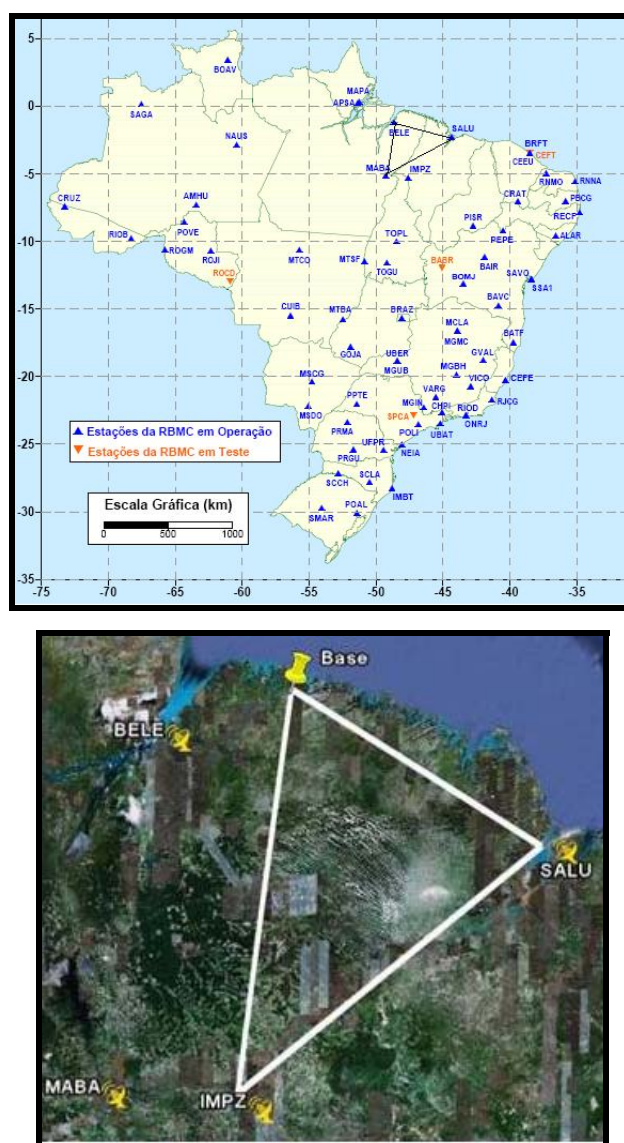 5
BOAV
MAPA
APSA
0
SAGA
BELE
SALU
NAUS
BRFT
CEFT
CEEU
-5
MABA
IMPZ
RNMO
RNNA
CRUZ
AMHU
CRAT
PBCG
RECF
POVE
PISR
PEPE
ALAR
RIOB
-10
ROGM
ROJI
MTCO
MTSF
TOPL
TOGU
BABR
BAIR
SAVO
SSA1
ROCD
BOMJ
BAVC
-15
CUIB
MTBA
BRAZ
MCLA
MGMC
BATF
GOJA
UBER
MGUB
GVAL
MGBH
-20
MSCG
VICO
CEFE
PPTE
VARG
RJCG
MSDO
MGIN
CHPI
RIOD
SPCA
ONRJ
PRMA
POLI
UBAT
Estações da RBMC em Operação
Estações da RBMC em Teste
-25
UFPR
NEIA
PRGU
SCLA
SCCH
IMBT
Escala Gráfica (km)
0 500 1000
SMAR
POAL
-30
-35
-75 -70 -65 -60 -55 -50 -45 -40 -35
Base
BELE
SALU
MABA
IMPZ